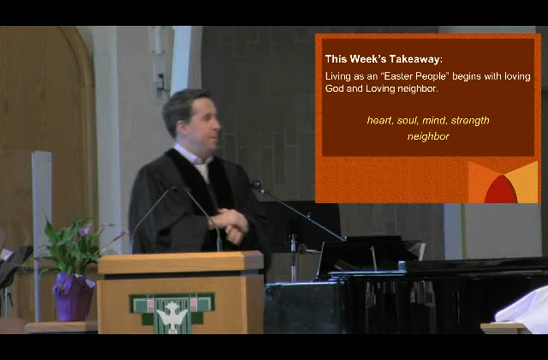 This Week's Takeaway:
Living as an "Easter People" begins with loving
God and Loving neighbor.
heart, soul, mind, strength
neighbor